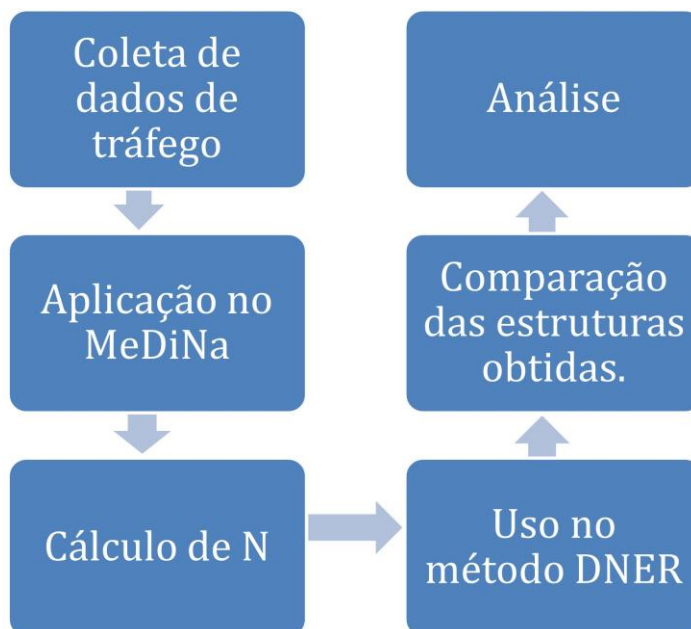 Coleta de
dados de
tráfego
Aplicação no
MeDiNa
Cálculo de N
Uso no
método DNER
Comparação
das estruturas
obtidas.
Análise